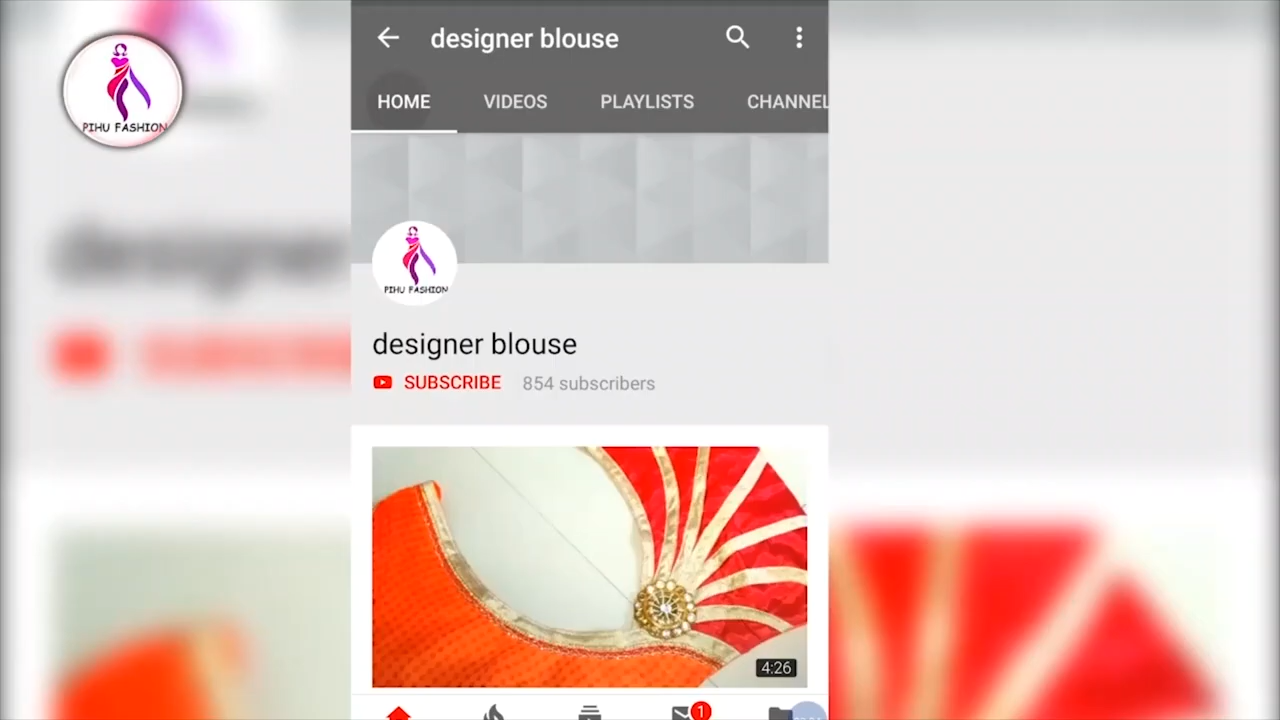 PIHU FASHION
designer blouse
HOME VIDEOS PLAYLISTS CHANNEL
PIHU FASHION
designer blouse
SUBSCRIBE 854 subscribers
4:26
1